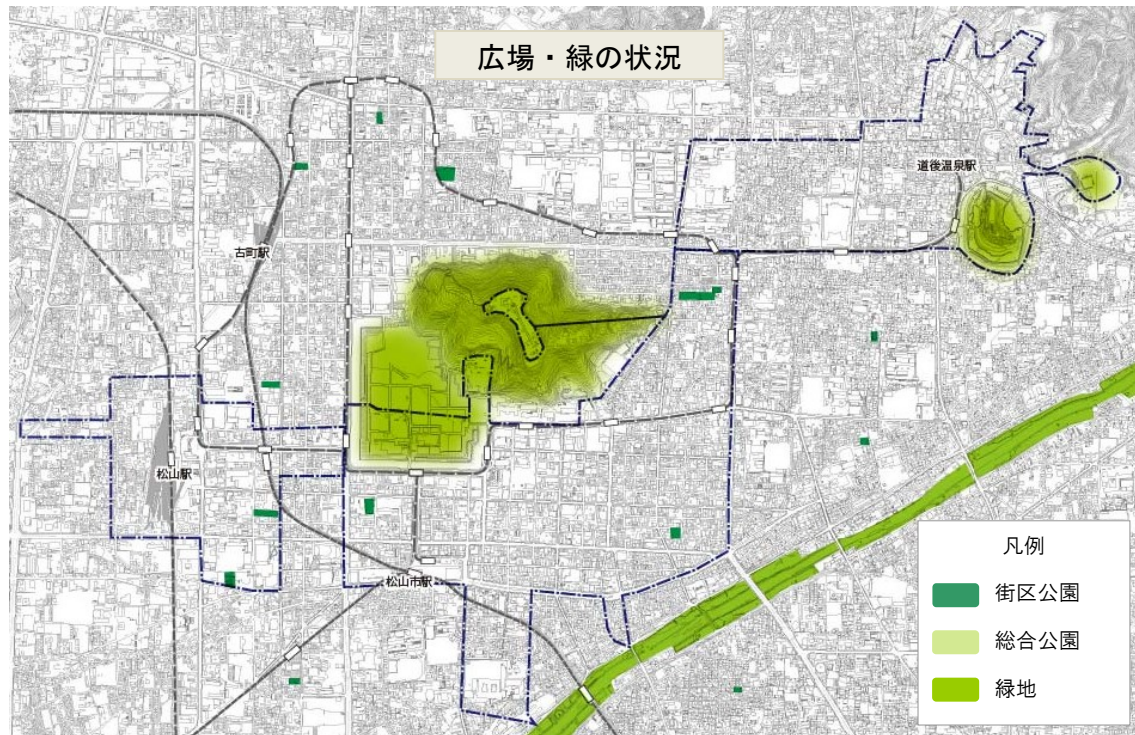 広場・緑の状況
道後温泉駅
古町駅
松山駅
松山市駅
凡例
街区公園
総合公園
緑地